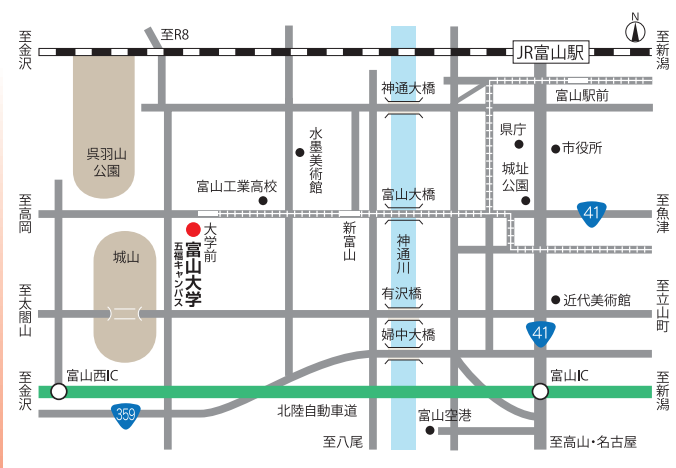 N
至R8
至金沢
JR富山駅
至新潟
神通大橋
富山駅前
水墨美術館
県庁
市役所
呉羽山
公園
城址
公園
富山工業高校
富山大橋
至高岡
大学前
新富山
41
至魚津
富山大学
五福キャンパス
神通川
城山
至太閤山
有沢橋
近代美術館
至立山町
婦中大橋
41
至金沢
富山西IC
富山IC
至新潟
359
北陸自動車道
富山空港
至八尾
至高山・名古屋